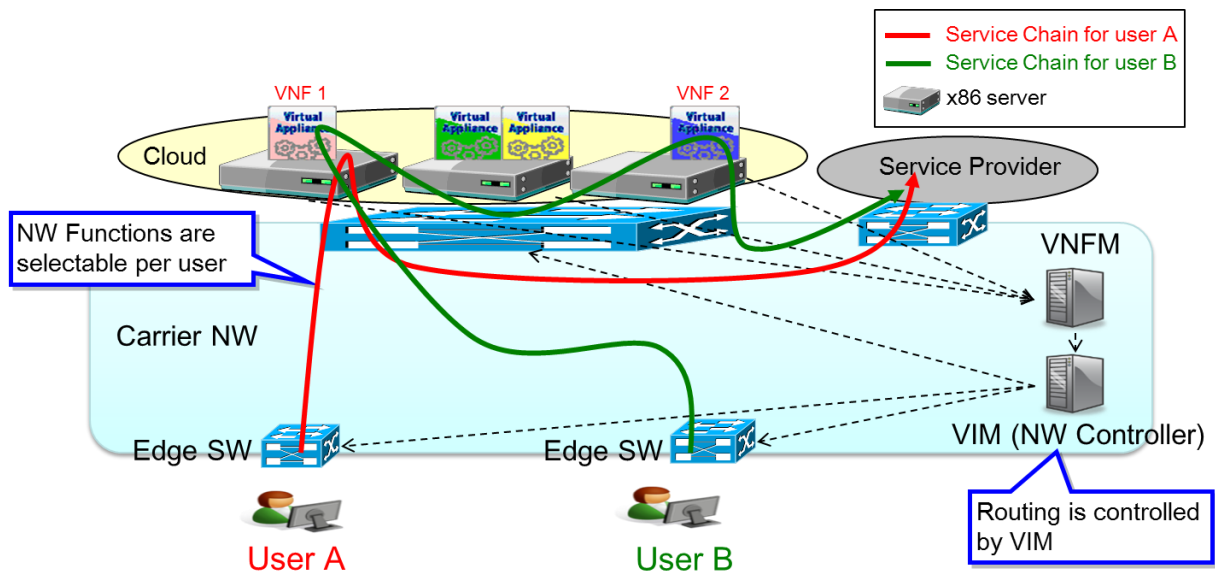 Service Chain for user A
Service Chain for user B
x86 server
VNF 1
VNF 2
Virtual
Appliance
Virtual
Appliance
Virtual
Appliance
Virtual
Appliance
Cloud
Service Provider
NW Functions are
selectable per user
VNFM
Carrier NW
Edge SW
Edge SW
VIM (NW Controller)
Routing is controlled
by VIM
User A
User B